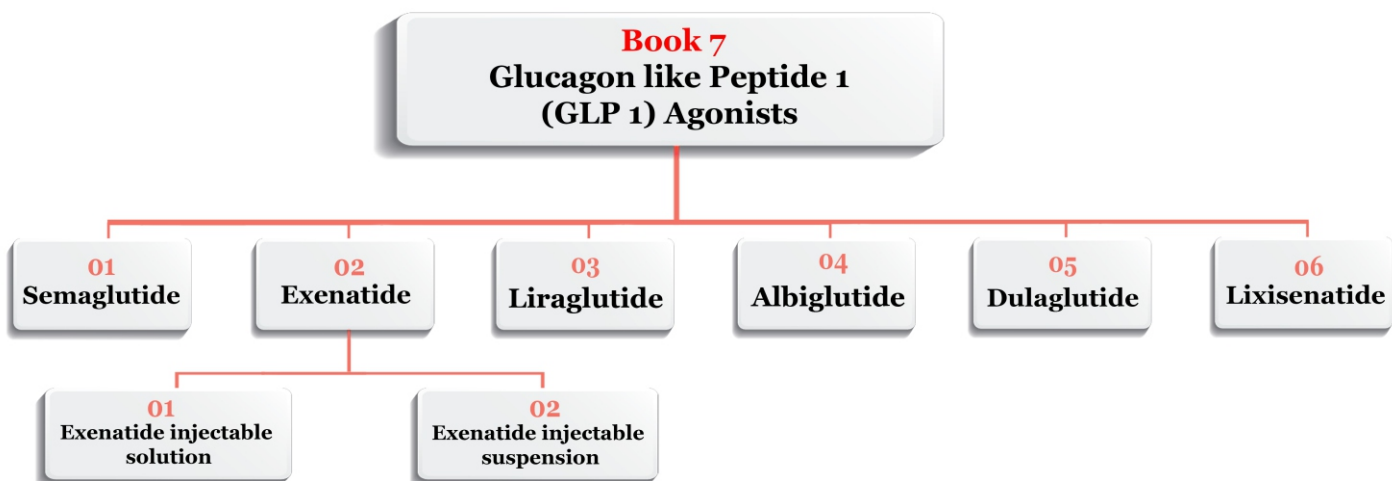 Book 7
Glucagon like Peptide 1
(GLP 1) Agonists
01
Semaglutide
02
Exenatide
03
Liraglutide
04
Albiglutide
05
Dulaglutide
06
Lixisenatide
01
Exenatide injectable
solution
02
Exenatide injectable
suspension